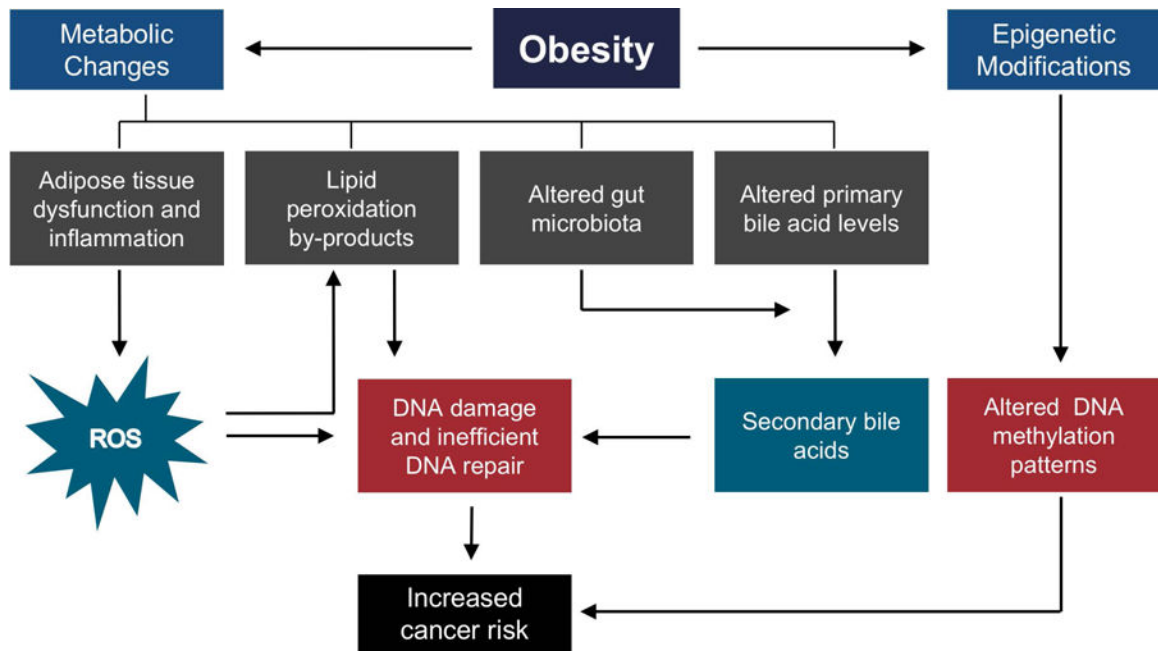 Metabolic
Changes
Obesity
Epigenetic
Modifications
Adipose tissue
dysfunction and
inflammation
Lipid
peroxidation
by-products
Altered gut
microbiota
Altered primary
bile acid levels
ROS
DNA damage
and inefficient
DNA repair
Secondary bile
acids
Altered DNA
methylation
patterns
Increased
cancer risk